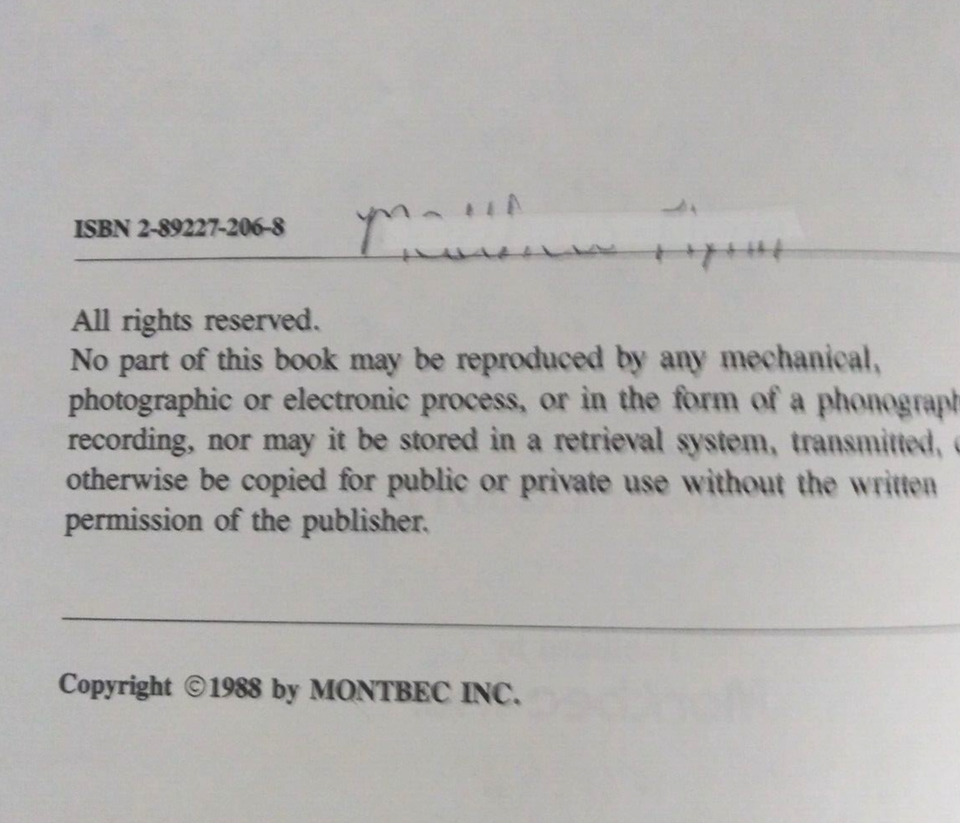 ISBN 2-89227-206-8
All rights reserved.
No part of this book may be reproduced by any mechanical,
photographic or electronic process, or in the form of a
recording, nor may it be stored in a retrieval system, transmitted,
otherwise be copied for public or private use without the written
permission of the publisher.
Copyright ©1988 by MONTBEC INC.